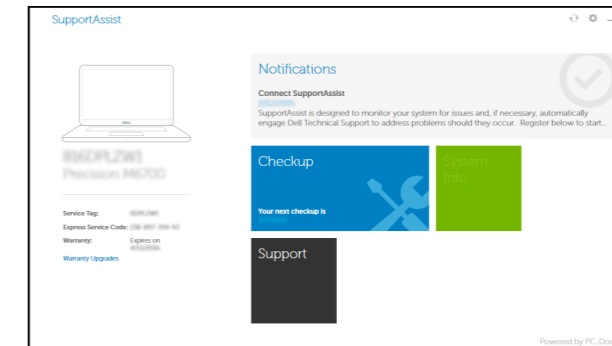 SupportAssist
Notifications
Connect SupportAssist
SupportAssist is designed to monitor your system for issues and, if necessary, automatically
engage Dell Technical Support to address problems should they occur. Register below to start...
Checkup
System
Info
Your next checkup is
Support
Precision M6700
Service Tag:
Express Service Code:
Warranty: Expires on
Warranty Upgrades
Powered by PC-Doc